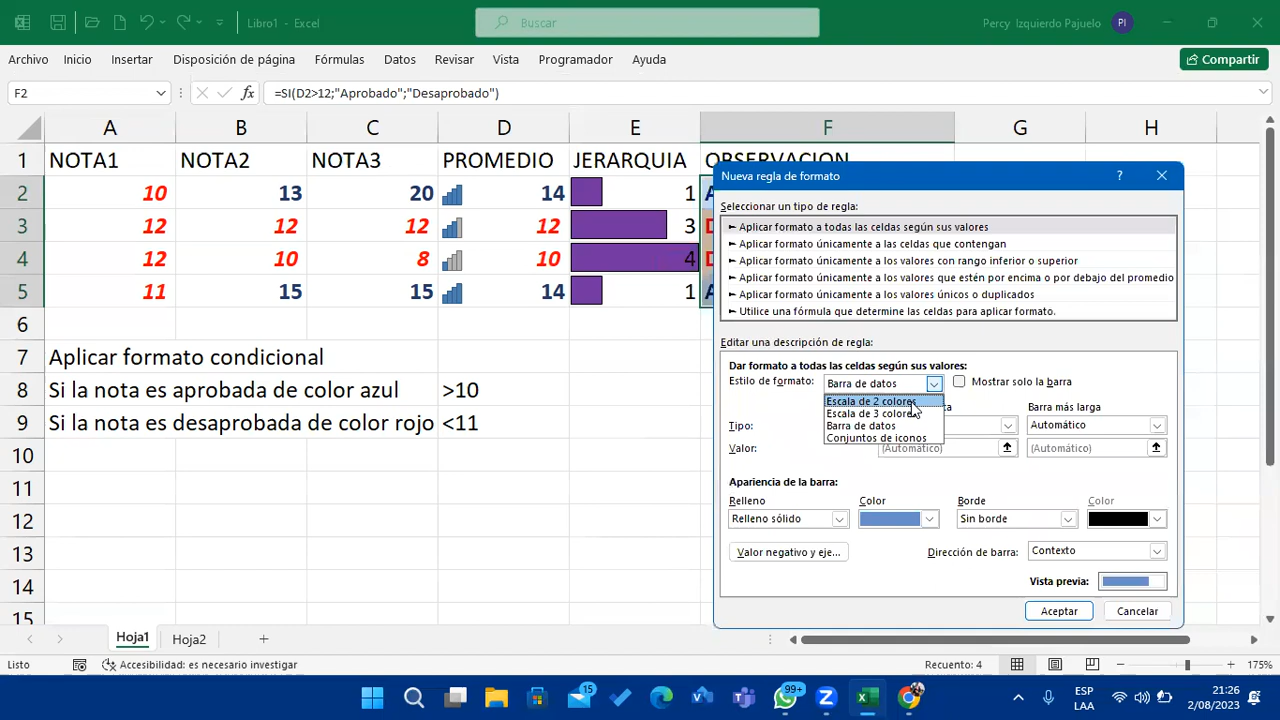 Libro1 - Excel
Buscar
Percy Izquierdo Pajuelo PI
Archivo Inicio Insertar Disposición de página Fórmulas Datos Revisar Vista Programador Ayuda Compartir
F2 fx =SI(D2>12;"Aprobado";"Desaprobado")
A B C D E F G H
1 NOTA1 NOTA2 NOTA3 PROMEDIO JERARQUIA OBSERVACION
2 10 13 20 14 1 A
3 12 12 12 12 3 D
4 12 10 8 10 4 D
5 11 15 15 14 1 A
6
7 Aplicar formato condicional
8 Si la nota es aprobada de color azul >10
9 Si la nota es desaprobada de color rojo <11
10
11
12
13
14
15
Nueva regla de formato ?
Seleccionar un tipo de regla:
► Aplicar formato a todas las celdas según sus valores
► Aplicar formato únicamente a las celdas que contengan
► Aplicar formato únicamente a los valores con rango inferior o superior
► Aplicar formato únicamente a los valores que estén por encima o por debajo del promedio
► Aplicar formato únicamente a los valores únicos o duplicados
► Utilice una fórmula que determine las celdas para aplicar formato.
Editar una descripción de regla:
Dar formato a todas las celdas según sus valores:
Estilo de formato: Barra de datos Mostrar solo la barra
Escala de 2 colores
Escala de 3 colores
Barra de datos
Conjuntos de iconos
Barra más larga
Tipo: Automático
Valor: (Automático) (Automático)
Apariencia de la barra:
Relleno Color Borde Color
Relleno sólido Sin borde
Valor negativo y eje... Dirección de barra: Contexto
Vista previa:
Aceptar Cancelar
Hoja1 Hoja2 +
Listo Accesibilidad: es necesario investigar Recuento: 4 175%
15 99+ ESP LAA 21:26 2/08/2023